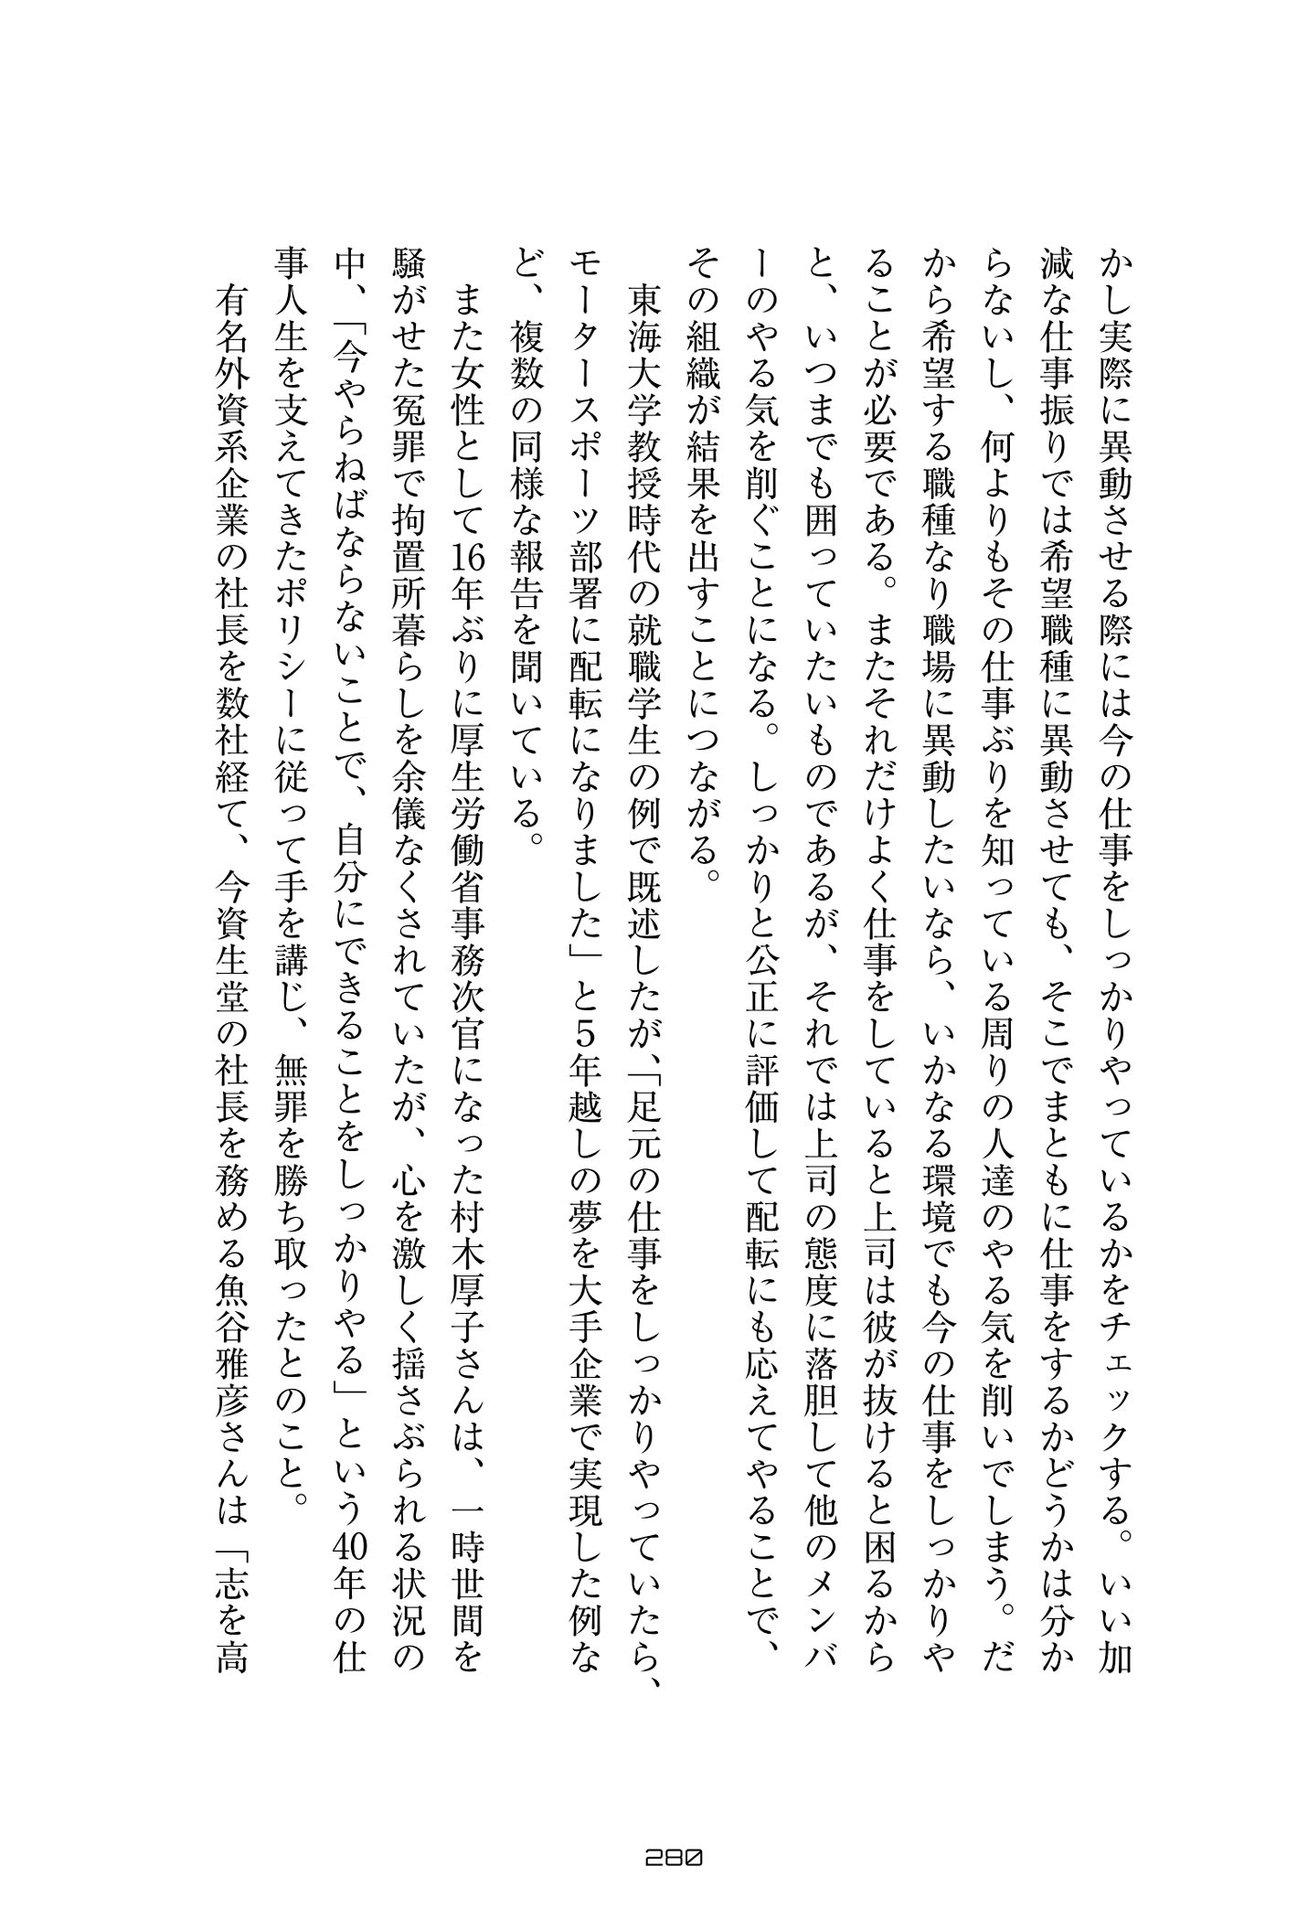 かし実際に異動させる際には今の仕事をしっかりやっているかをチェックする。いい加
減な仕事振りでは希望職種に異動させても、そこでまともに仕事をするかどうかは分か
らないし、何よりもその仕事ぶりを知っている周りの人達のやる気を削いでしまう。だ
から希望する職種なり職場に異動したいなら、いかなる環境でも今の仕事をしっかりや
ることが必要である。またそれだけよく仕事をしていると上司は彼が抜けると困るから
と、いつまでも囲っていたいものであるが、それでは上司の態度に落胆して他のメンバ
ーのやる気を削ぐことになる。しっかりと公正に評価して配転にも応えてやることで、
その組織が結果を出すことにつながる。
東海大学教授時代の就職学生の例で既述したが、「足元の仕事をしっかりやっていたら、
モータースポーツ部署に配転になりました」と5年越しの夢を大手企業で実現した例な
ど、複数の同様な報告を聞いている。
また女性として16年ぶりに厚生労働省事務次官になった村木厚子さんは、一時世間を
騒がせた冤罪で拘置所暮らしを余儀なくされていたが、心を激しく揺さぶられる状況の
中、「今やらねばならないことで、自分にできることをしっかりやる」という40年の仕
事人生を支えてきたポリシーに従って手を講じ、無罪を勝ち取ったとのこと。
有名外資系企業の社長を数社経て、今資生堂の社長を務める魚谷雅彦さんは「志を高
280